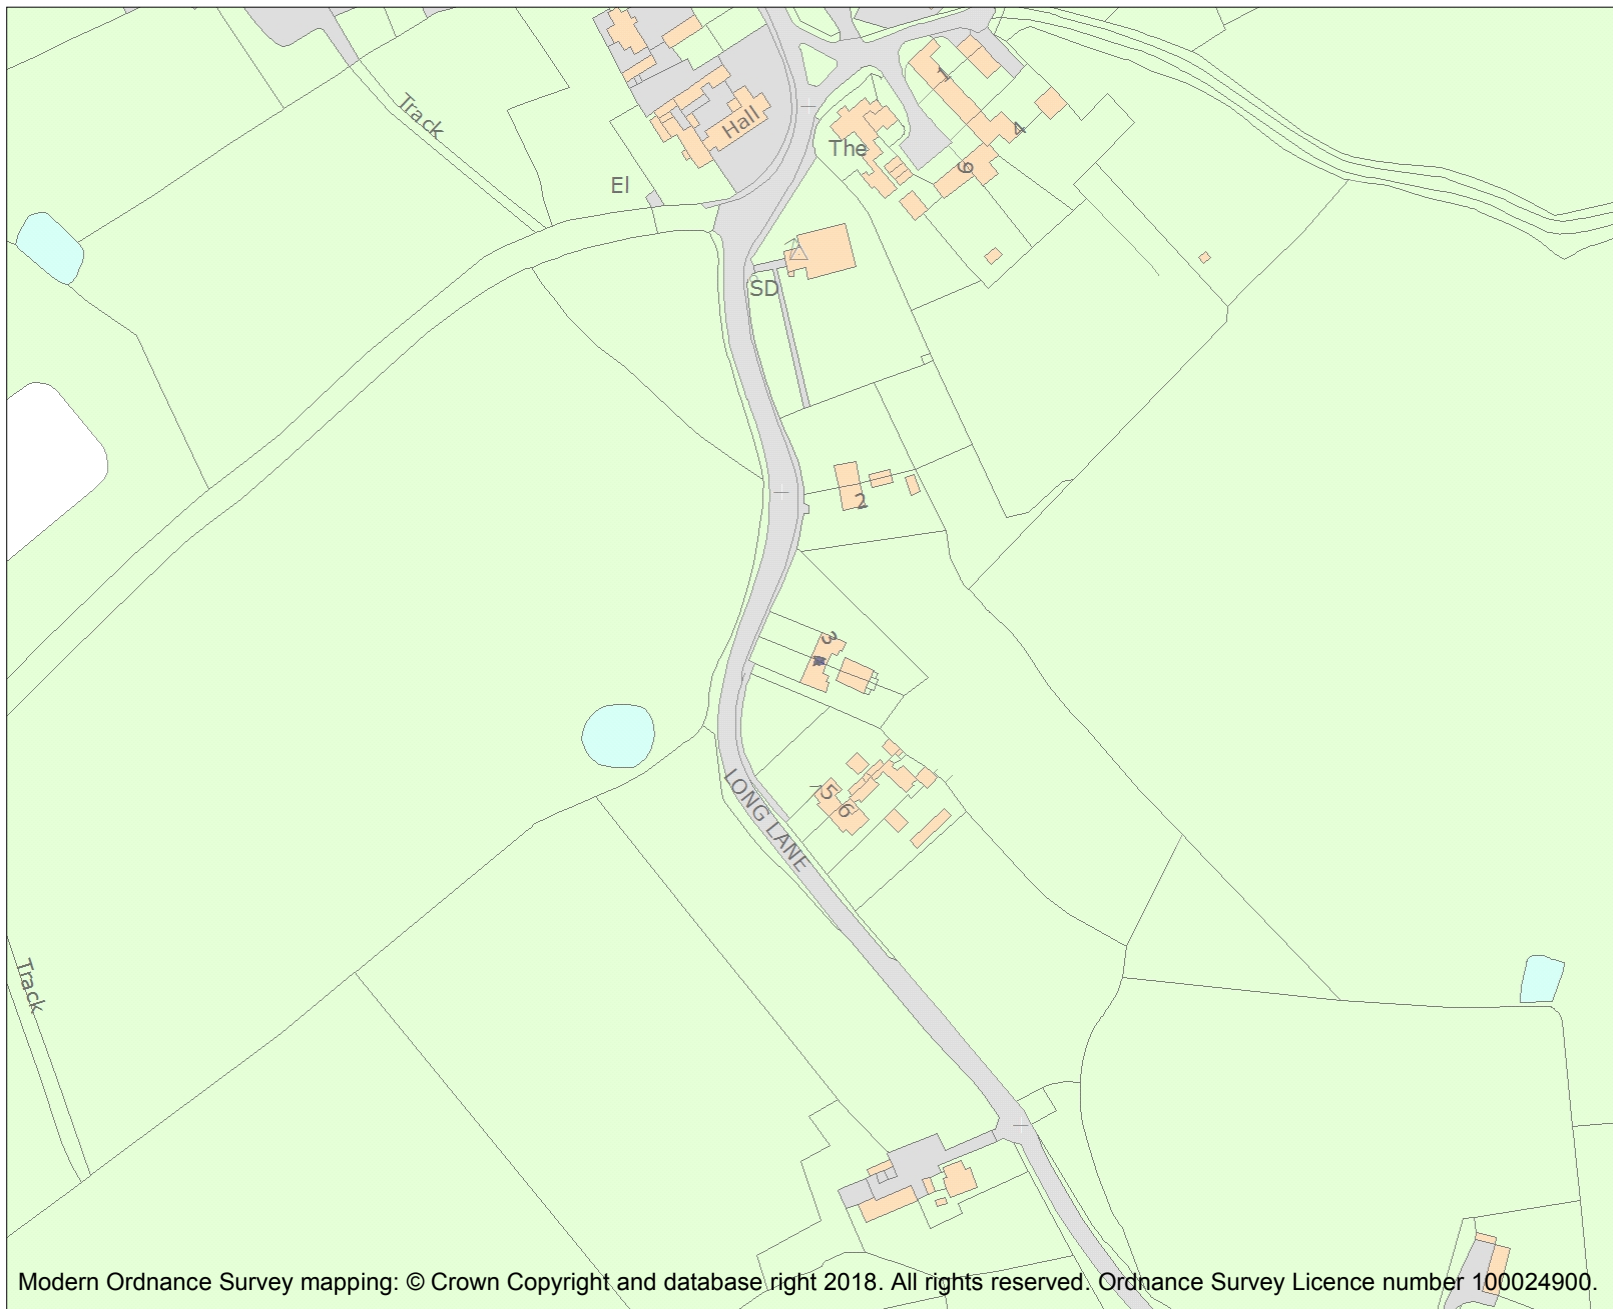 Track
Hall
1
4
The
6
El
SD
2
3
5
6
LONG LANE
Track
Modern Ordnance Survey mapping: © Crown Copyright and database right 2018. All rights reserved. Ordnance Survey Licence number 100024900.